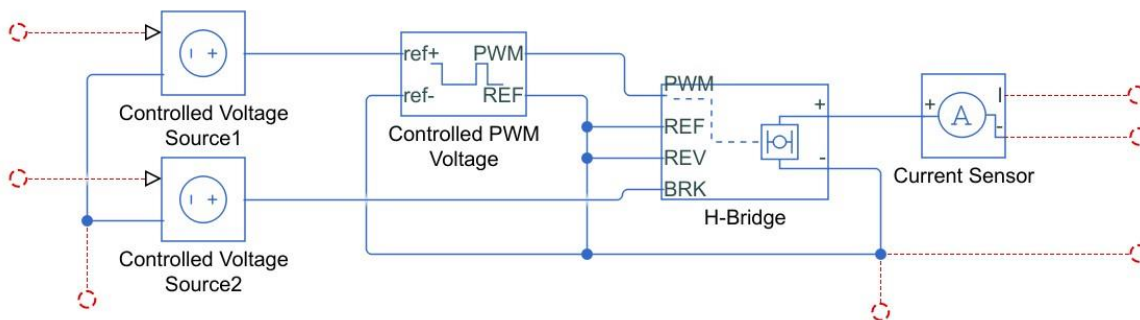 ref+
PWM
ref-
REF
Controlled PWM
Voltage
Controlled Voltage
Source1
Controlled Voltage
Source2
PWM
REF
REV
BRK
+
-
H-Bridge
+
A
I
-
Current Sensor